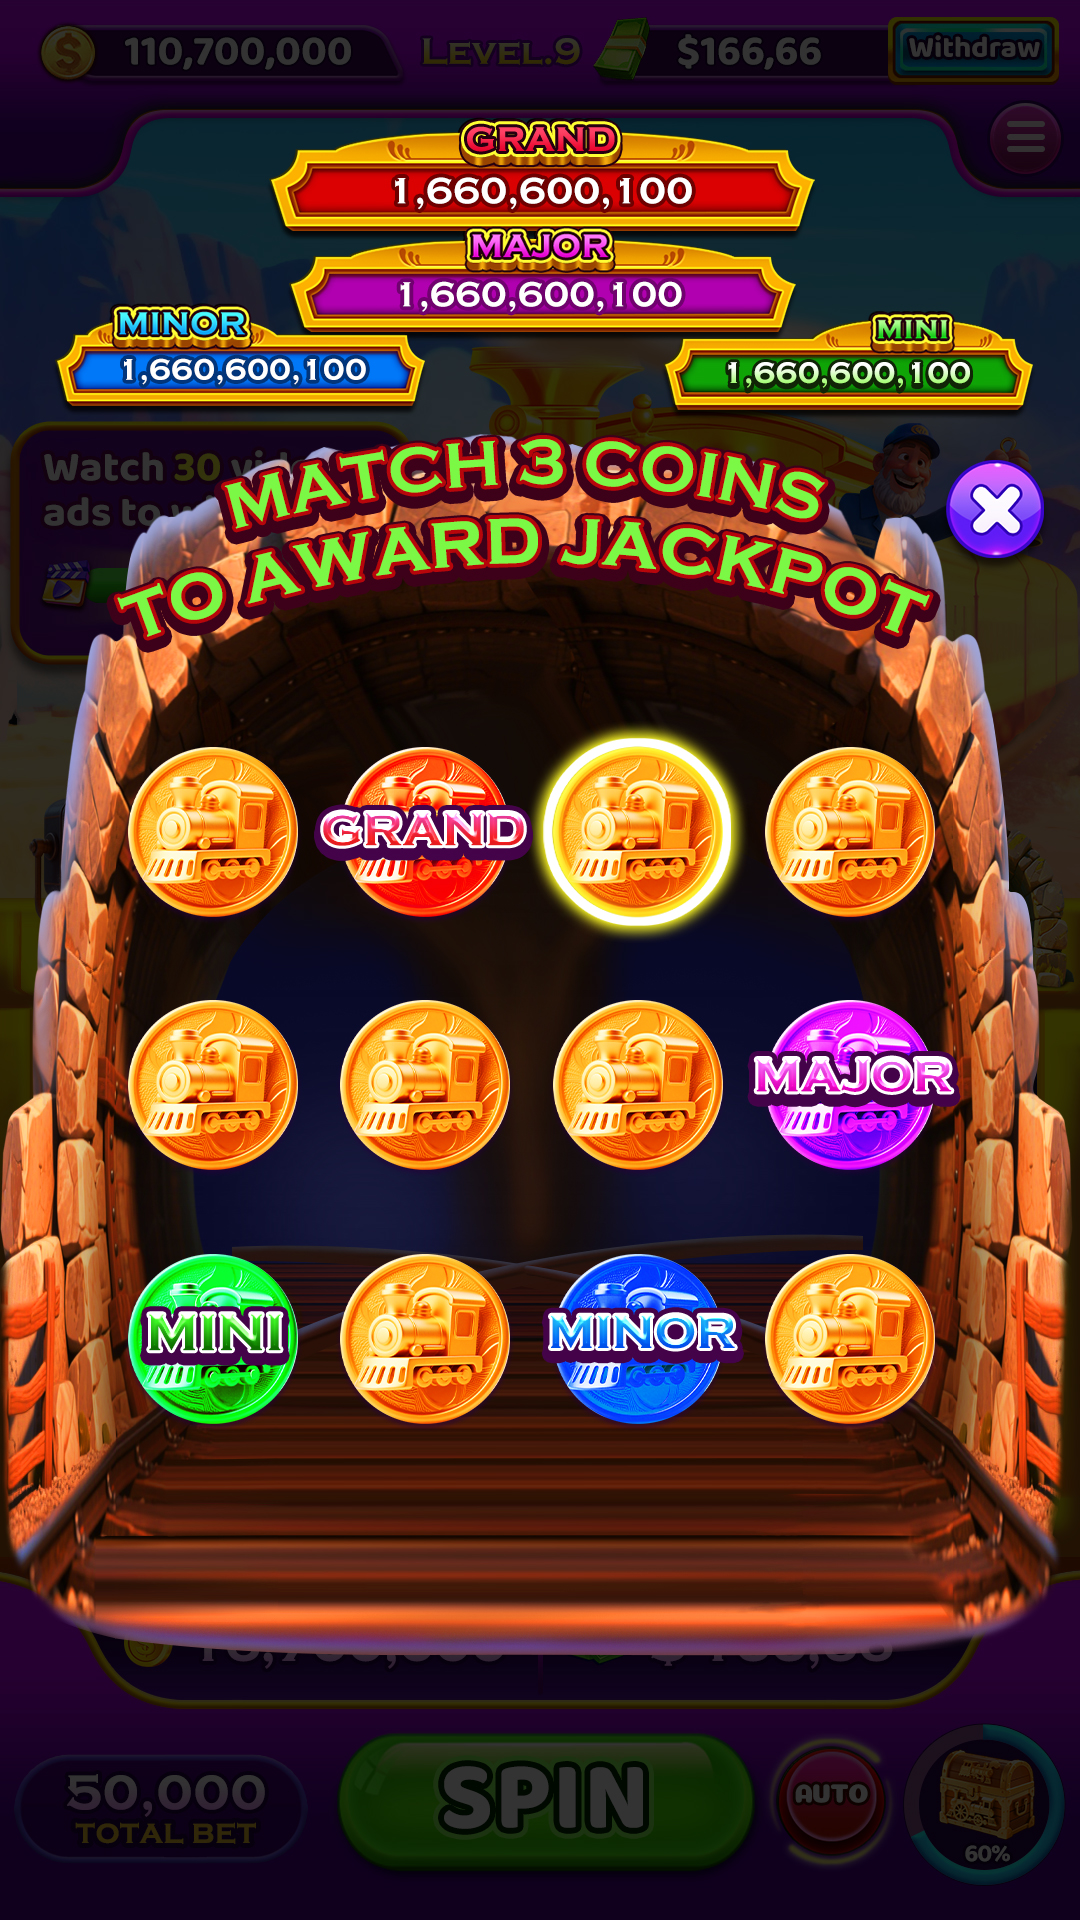 110,700,000
LEVEL.9
$166,66
Withdraw
GRAND
1,660,600,100
MAJOR
1,660,600,100
MINOR
1,660,600,100
MINI
1,660,600,100
Watch 30
ads to
MATCH 3 COINS
TO AWARD JACKPOT
GRAND
MAJOR
MINI
MINOR
50,000
TOTAL BET
SPIN
AUTO
60%